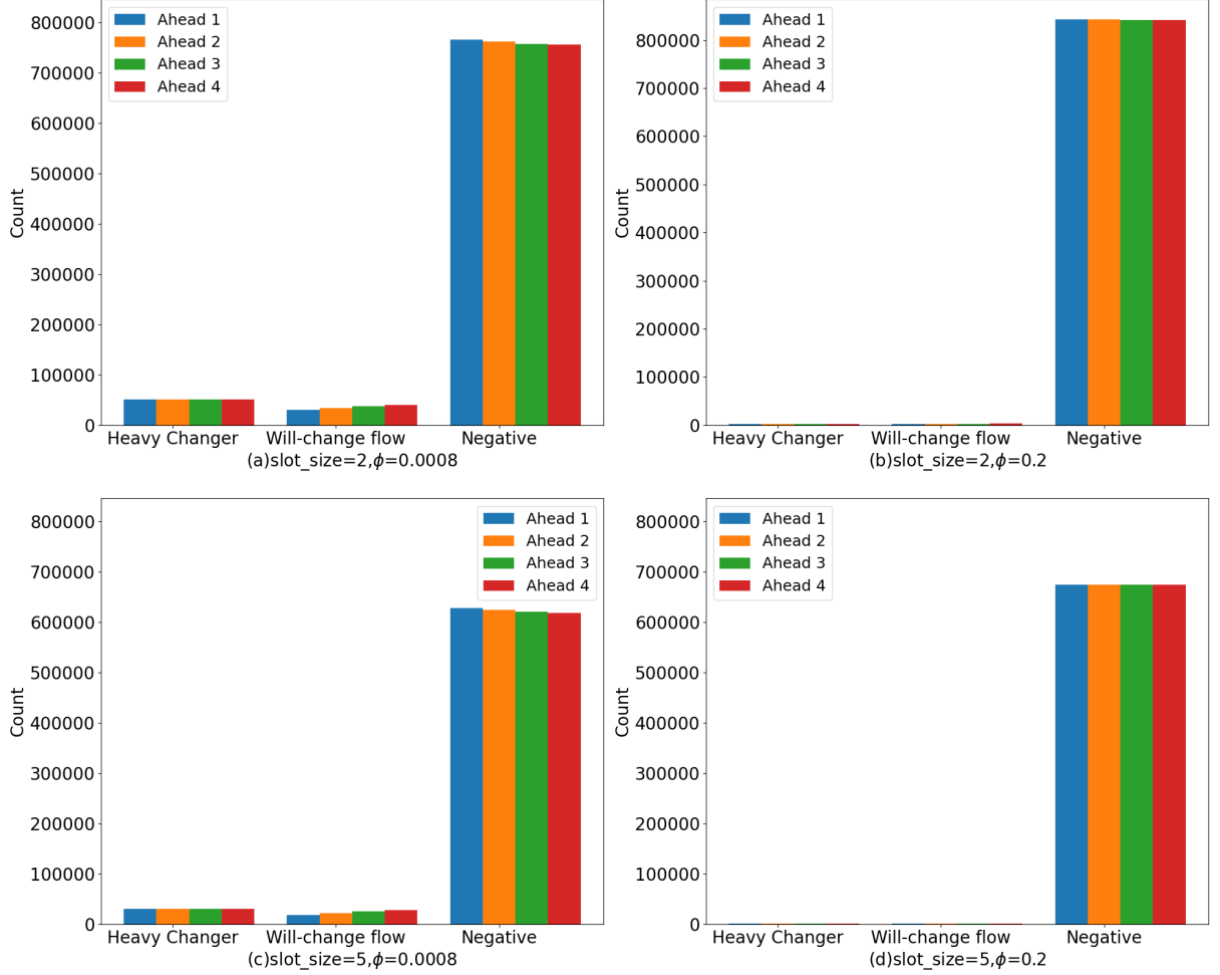 800000
700000
600000
500000
400000
300000
200000
100000
0
Count
Ahead 1
Ahead 2
Ahead 3
Ahead 4
Heavy Changer
Will-change flow
Negative
(a)slot_size=2,ϕ=0.0008
800000
700000
600000
500000
400000
300000
200000
100000
0
Count
Ahead 1
Ahead 2
Ahead 3
Ahead 4
Heavy Changer
Will-change flow
Negative
(b)slot_size=2,ϕ=0.2
800000
700000
600000
500000
400000
300000
200000
100000
0
Count
Ahead 1
Ahead 2
Ahead 3
Ahead 4
Heavy Changer
Will-change flow
Negative
(c)slot_size=5,ϕ=0.0008
800000
700000
600000
500000
400000
300000
200000
100000
0
Count
Ahead 1
Ahead 2
Ahead 3
Ahead 4
Heavy Changer
Will-change flow
Negative
(d)slot_size=5,ϕ=0.2